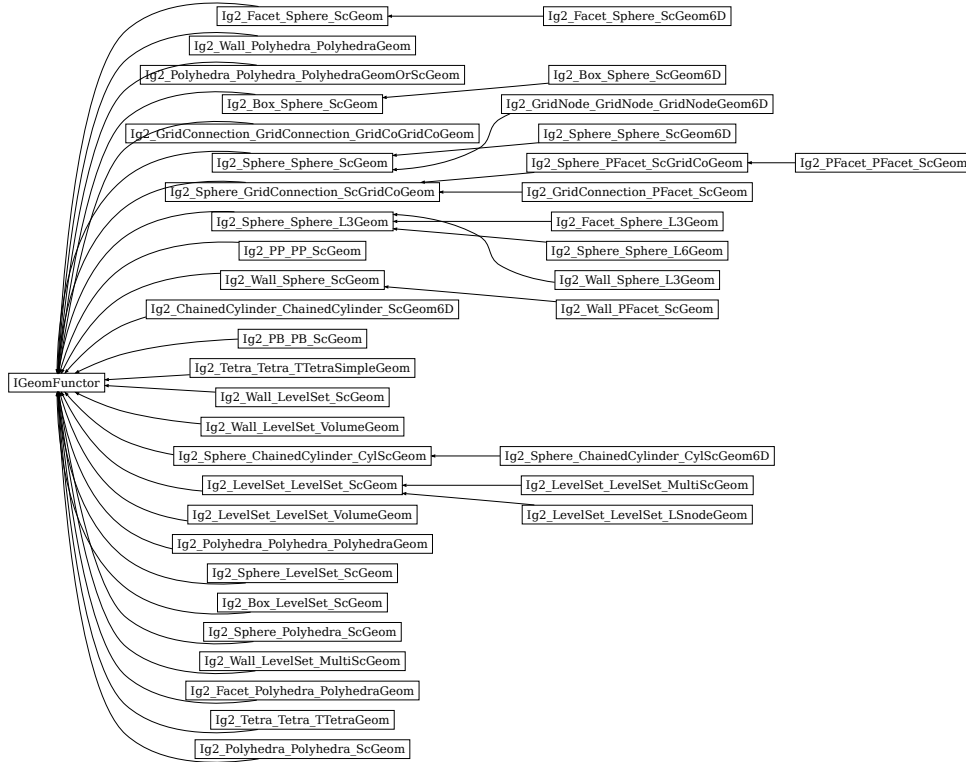 Ig2_Facet_Sphere_ScGeom
Ig2_Facet_Sphere_ScGeom6D
Ig2_Wall_Polyhedra_PolyhedraGeom
Ig2_Polyhedra_Polyhedra_PolyhedraGeomOrScGeom
Ig2_Box_Sphere_ScGeom6D
Ig2_Box_Sphere_ScGeom
Ig2_GridNode_GridNode_GridNodeGeom6D
Ig2_GridConnection_GridConnection_GridCoGridCoGeom
Ig2_Sphere_Sphere_ScGeom6D
Ig2_Sphere_Sphere_ScGeom
Ig2_Sphere_PFacet_ScGridCoGeom
Ig2_PFacet_PFacet_ScGeom
Ig2_Sphere_GridConnection_ScGridCoGeom
Ig2_GridConnection_PFacet_ScGeom
Ig2_Sphere_Sphere_L3Geom
Ig2_Facet_Sphere_L3Geom
Ig2_PP_PP_ScGeom
Ig2_Sphere_Sphere_L6Geom
Ig2_Wall_Sphere_ScGeom
Ig2_Wall_Sphere_L3Geom
Ig2_ChainedCylinder_ChainedCylinder_ScGeom6D
Ig2_Wall_PFacet_ScGeom
Ig2_PB_PB_ScGeom
Ig2_Tetra_Tetra_TTetraSimpleGeom
IGeomFunctor
Ig2_Wall_LevelSet_ScGeom
Ig2_Wall_LevelSet_VolumeGeom
Ig2_Sphere_ChainedCylinder_CylScGeom
Ig2_Sphere_ChainedCylinder_CylScGeom6D
Ig2_LevelSet_LevelSet_ScGeom
Ig2_LevelSet_LevelSet_MultiScGeom
Ig2_LevelSet_LevelSet_VolumeGeom
Ig2_LevelSet_LevelSet_LSnodeGeom
Ig2_Polyhedra_Polyhedra_PolyhedraGeom
Ig2_Sphere_LevelSet_ScGeom
Ig2_Box_LevelSet_ScGeom
Ig2_Sphere_Polyhedra_ScGeom
Ig2_Wall_LevelSet_MultiScGeom
Ig2_Facet_Polyhedra_PolyhedraGeom
Ig2_Tetra_Tetra_TTetraGeom
Ig2_Polyhedra_Polyhedra_ScGeom